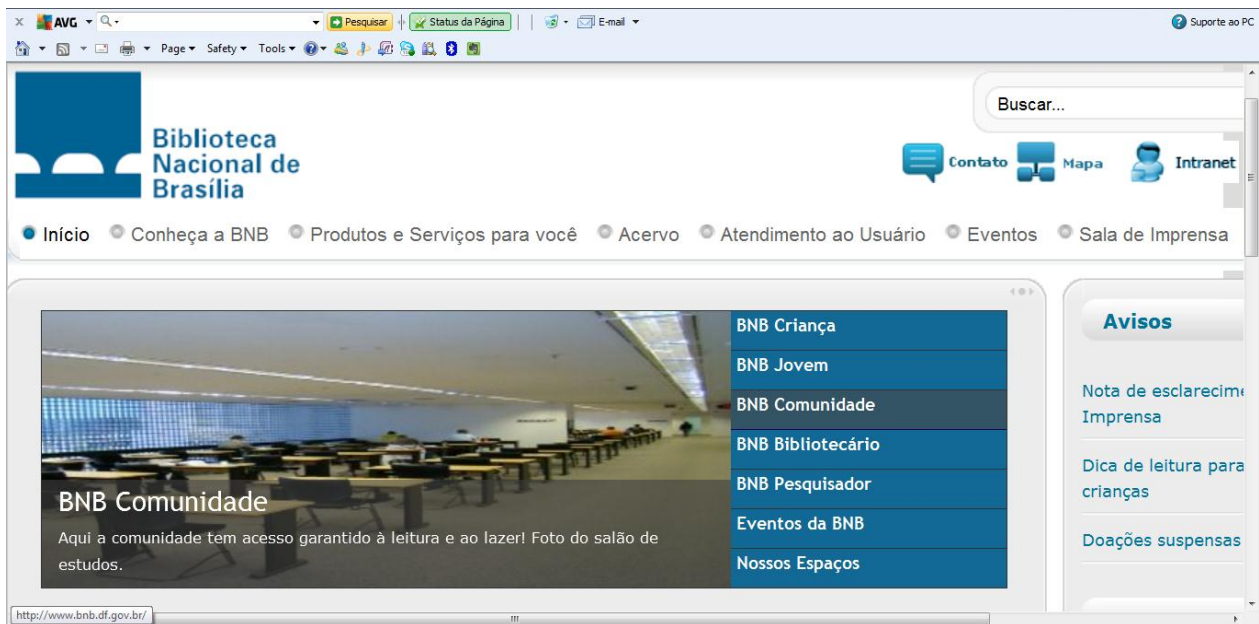 x AVG Pesquisar Status da Página E-mail Suporte ao PC
Page Safety Tools
Buscar...
Biblioteca
Nacional de
Brasília
Contato Mapa Intranet
Início Conheça a BNB Produtos e Serviços para você Acervo Atendimento ao Usuário Eventos Sala de Imprensa
BNB Criança
BNB Jovem
BNB Comunidade
BNB Bibliotecário
BNB Pesquisador
Eventos da BNB
Nossos Espaços
BNB Comunidade
Aqui a comunidade tem acesso garantido à leitura e ao lazer! Foto do salão de
estudos.
Avisos
Nota de esclarecime
Imprensa
Dica de leitura para
crianças
Doações suspensas
http://www.bnb.df.gov.br/